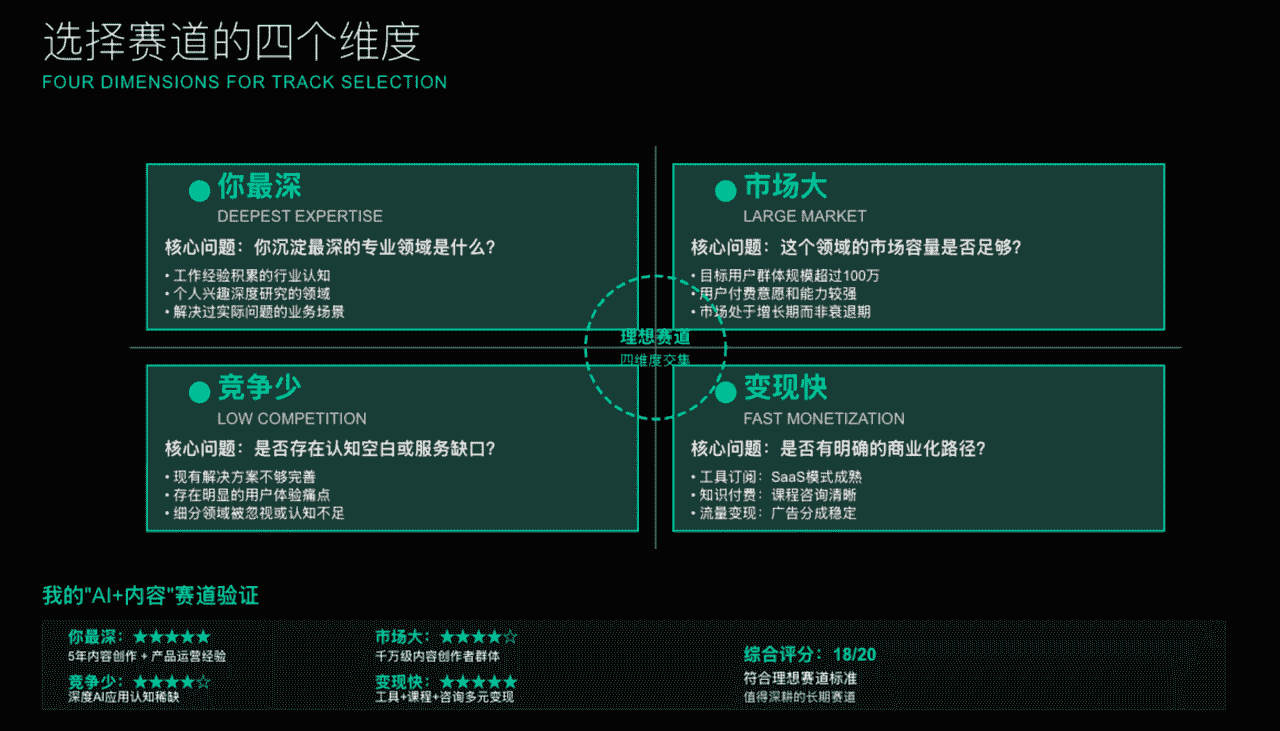 选择赛道的四个维度
FOUR DIMENSIONS FOR TRACK SELECTION
你最深
DEEPEST EXPERTISE
核心问题：你沉淀最深的专业领域是什么?
• 工作经验积累的行业认知
• 个人兴趣深度研究的领域
• 解决过实际问题的业务场景
市场大
LARGE MARKET
核心问题：这个领域的市场容量是否足够?
• 目标用户群体规模超过100万
• 用户付费意愿和能力较强
• 市场处于增长期而非衰退期
理想赛道
四维度交集
竞争少
LOW COMPETITION
核心问题：是否存在认知空白或服务缺口?
• 现有解决方案不够完善
• 存在明显的用户体验痛点
• 细分领域被忽视或认知不足
变现快
FAST MONETIZATION
核心问题：是否有明确的商业化路径?
• 工具订阅：SaaS模式成熟
• 知识付费：课程咨询清晰
• 流量变现：广告分成稳定
我的"AI+内容"赛道验证
你最深：★★★★★
5年内容创作 + 产品运营经验
竞争少：★★★★☆
深度AI应用认知稀缺
市场大：★★★★☆
千万级内容创作者群体
变现快：★★★★★
工具+课程+咨询多元变现
综合评分：18/20
符合理想赛道标准
值得深耕的长期赛道